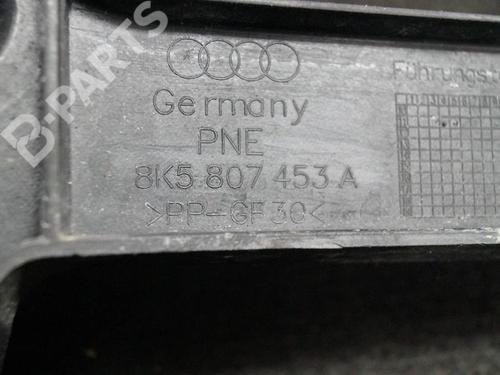 B-PARTS
Germany
PNE
8K5 807 453 A
>PP-GF30<